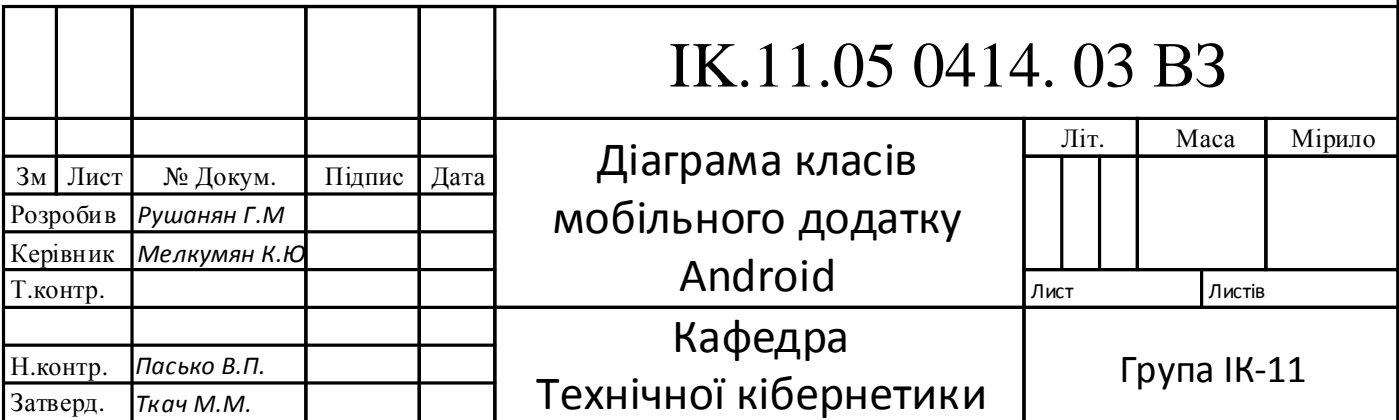 ІК.11.05 0414. 03 ВЗ
Зм Лист № Докум. Підпис Дата
Розробив Рушанян Г.М
Керівник Мелкумян К.Ю
Т.контр.
Н.контр. Пасько В.П.
Затверд. Ткач М.М.
Діаграма класів
мобільного додатку
Android
Літ. Маса Мірило
Лист Листів
Кафедра
Технічної кібернетики
Група ІК-11